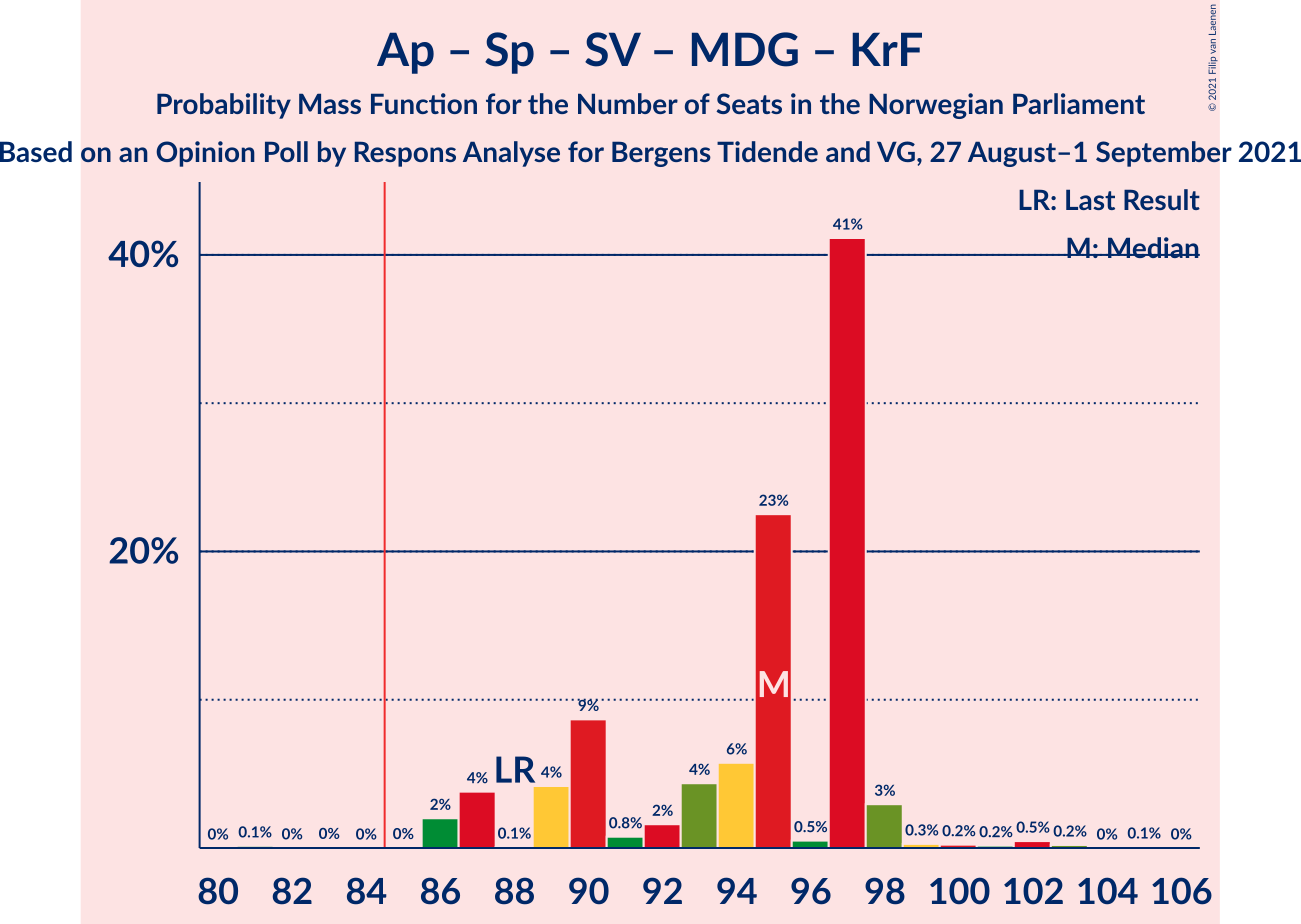 Ap – Sp – SV – MDG – KrF
Probability Mass Function for the Number of Seats in the Norwegian Parliament
Based on an Opinion Poll by Respons Analyse for Bergens Tidende and VG, 27 August–1 September 2021
© 2021 Filip van Laenen
LR: Last Result
M: Median
40%
20%
0% 0.1% 0% 0% 0% 0% 2% 4% 0.1% 4% 9% 0.8% 2% 4% 6% 23% 0.5% 41% 3% 0.3% 0.2% 0.2% 0.5% 0.2% 0% 0.1% 0%
LR
M
80 82 84 86 88 90 92 94 96 98 100 102 104 106